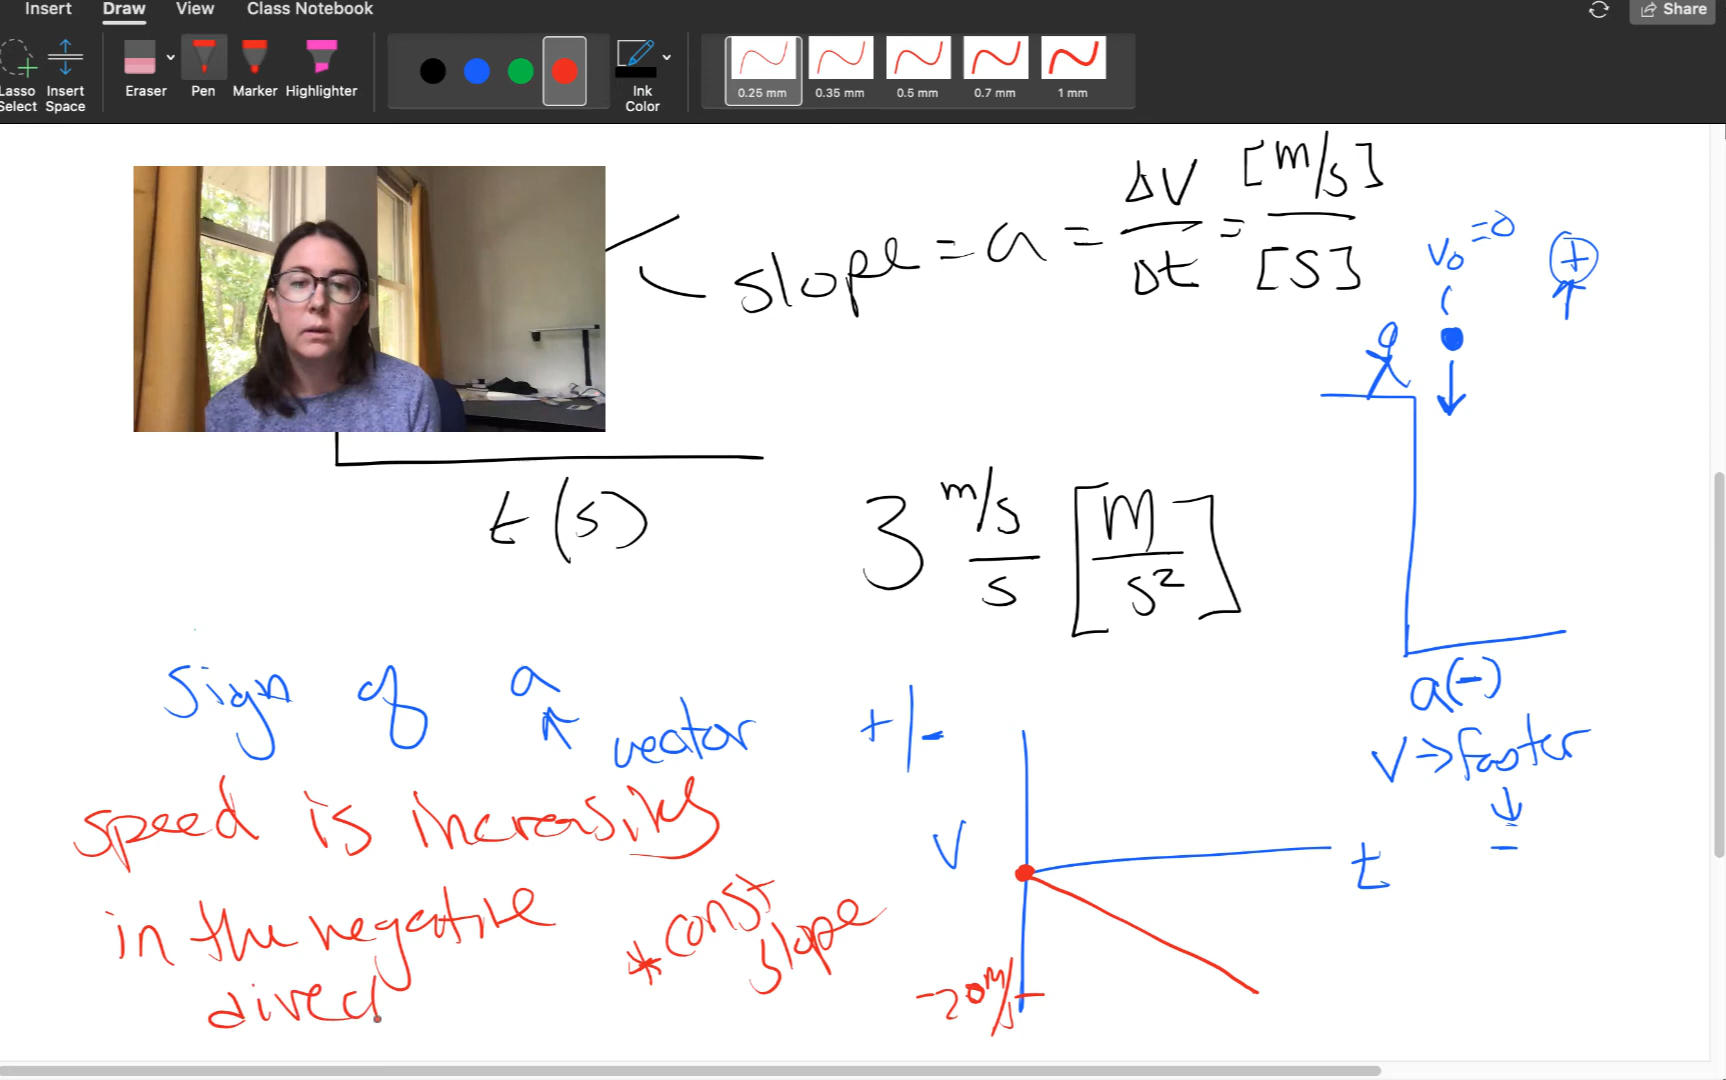 Insert Draw View Class Notebook
Share
Lasso Select
Insert Space
Eraser
Pen
Marker
Highlighter
Ink Color
0.25 mm
0.35 mm
0.5 mm
0.7 mm
1 mm
slope = a = ΔV/Δt = [m/s]/[s]
v₀ = 0
+
t (s)
3 m/s/s [m/s²]
a(-)
v → faster
↓
-
sign of a
↑ vector
+/-
speed is increasing
in the negative
direct
* const slope
V
t
-20 m/s